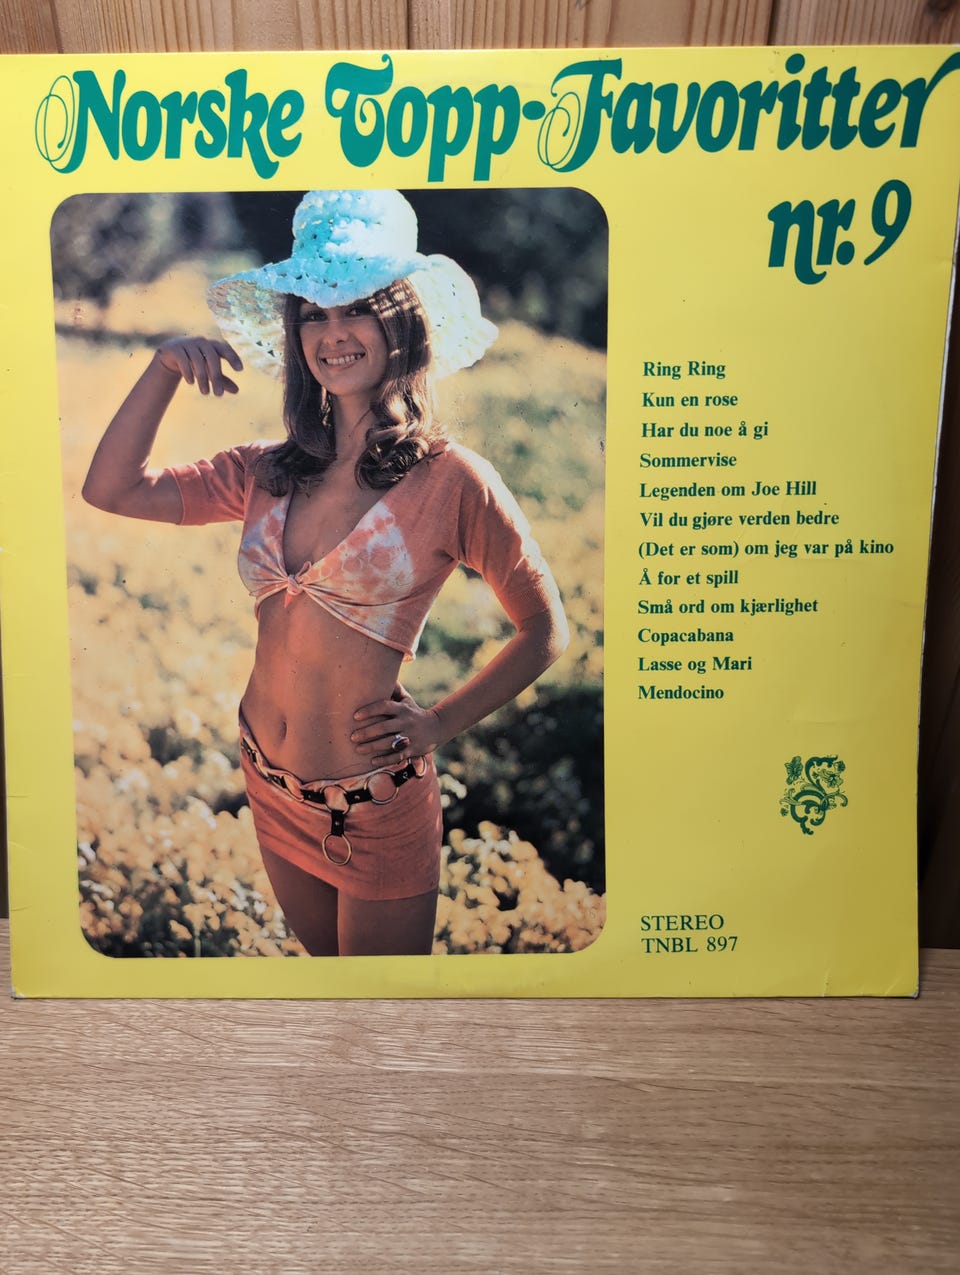 Norske Topp-Favoritter
nr. 9
Ring Ring
Kun en rose
Har du noe å gi
Sommervise
Legenden om Joe Hill
Vil du gjøre verden bedre
(Det er som) om jeg var på kino
Å for et spill
Små ord om kjærlighet
Copacabana
Lasse og Mari
Mendocino
STEREO
TNBL 897